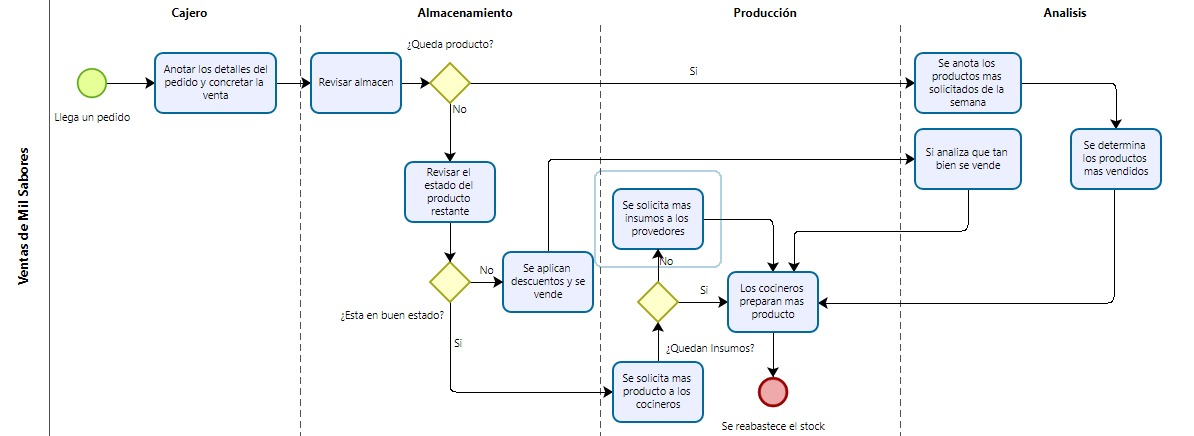 Cajero
Almacenamiento
Producción
Analisis
Ventas de Mil Sabores
Llega un pedido
Anotar los detalles del
pedido y concretar la
venta
Revisar almacen
¿Queda producto?
Si
No
Se anota los
productos mas
solicitados de la
semana
Si analiza que tan
bien se vende
Se determina
los productos
mas vendidos
Revisar el
estado del
producto
restante
Se solicita mas
insumos a los
provedores
No
No
Se aplican
descuentos y se
vende
Si
Los cocineros
preparan mas
producto
¿Esta en buen estado?
Si
¿Quedan Insumos?
Se solicita mas
producto a los
cocineros
Se reabastece el stock